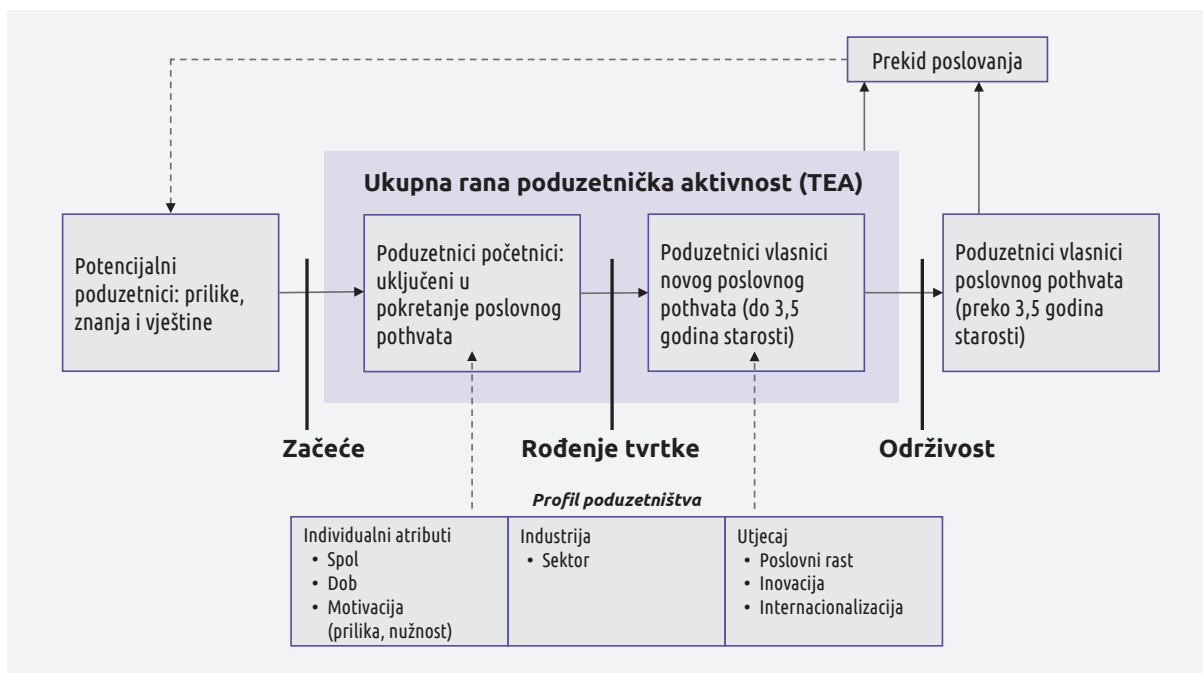 Prekid poslovanja
Ukupna rana poduzetnička aktivnost (TEA)
Potencijalni
poduzetnici: prilike,
znanja i vještine
Poduzetnici početnici:
uključeni u
pokretanje poslovnog
pothvata
Poduzetnici vlasnici
novog poslovnog
pothvata (do 3,5
godina starosti)
Poduzetnici vlasnici
poslovnog pothvata
(preko 3,5 godina
starosti)
Začeće
Rođenje tvrtke
Održivost
Profil poduzetništva
Individualni atributi
• Spol
• Dob
• Motivacija
(prilika, nužnost)
Industrija
• Sektor
Utjecaj
• Poslovni rast
• Inovacija
• Internacionalizacija